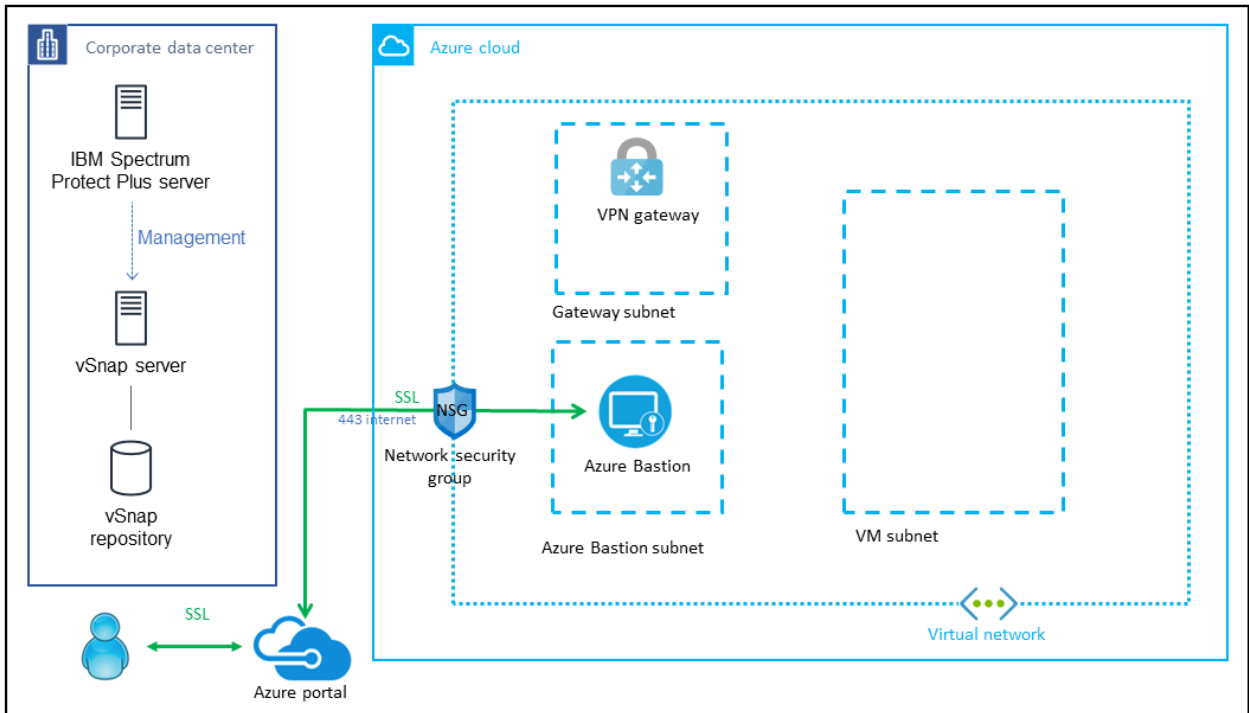 Corporate data center
IBM Spectrum
Protect Plus server
Management
vSnap server
vSnap
repository
SSL
Azure portal
Azure cloud
VPN gateway
Gateway subnet
SSL
443 internet
NSG
Network security
group
Azure Bastion
Azure Bastion subnet
VM subnet
Virtual network